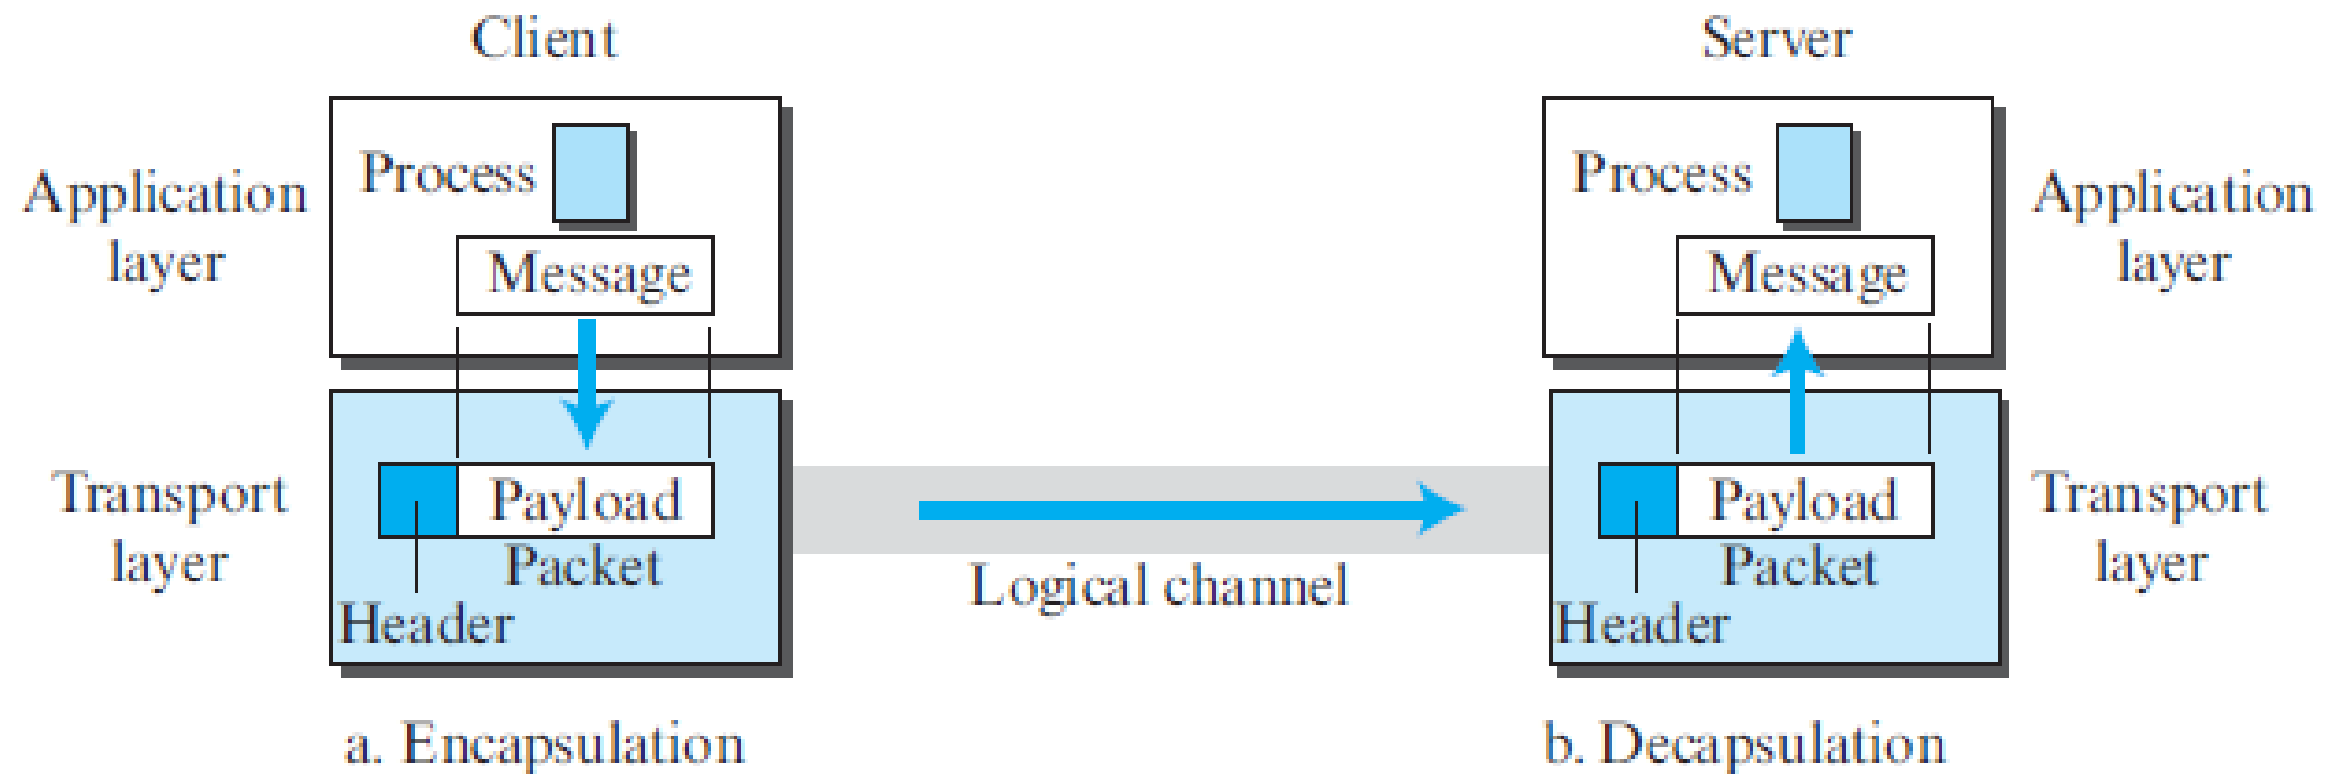 Client
Process
Application
layer
Message
Transport
layer
Payload
Packet
Header
a. Encapsulation
Logical channel
Server
Process
Application
layer
Message
Transport
layer
Payload
Packet
Header
b. Decapsulation